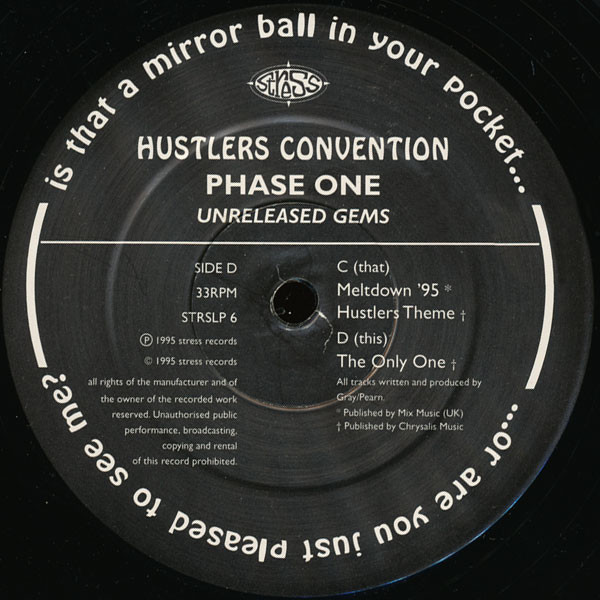 is that a mirror ball in your pocket...
...or are you just pleased to see me?
stress
HUSTLERS CONVENTION
PHASE ONE
UNRELEASED GEMS
SIDE D
33RPM
STRSLP 6
℗ 1995 stress records
© 1995 stress records
all rights of the manufacturer and of
the owner of the recorded work
reserved. Unauthorised public
performance, broadcasting,
copying and rental
of this record prohibited.
C (that)
Meltdown '95 *
Hustlers Theme †
D (this)
The Only One †
All tracks written and produced by
Gray/Pearn.
* Published by Mix Music (UK)
† Published by Chrysalis Music